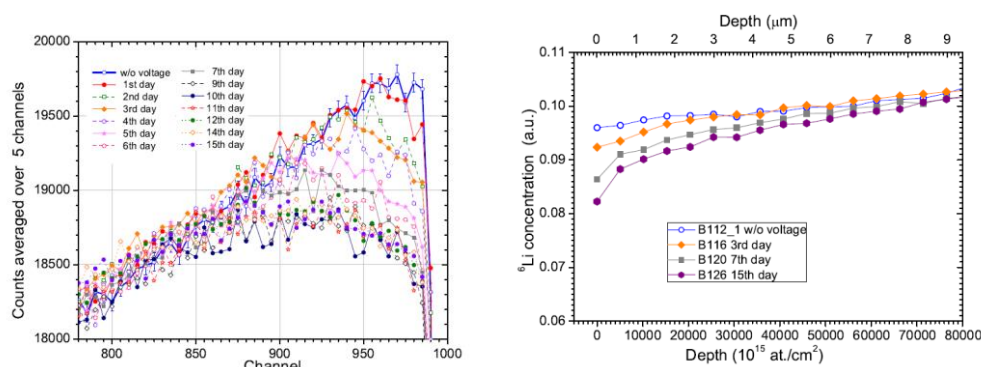 20000
19500
19000
18500
18000
Counts averaged over 5 channels
w/o voltage
1st day
2nd day
3rd day
4th day
5th day
6th day
7th day
9th day
10th day
11th day
12th day
14th day
15th day
800
850
900
950
1000
Channel
Depth (μm)
0 1 2 3 4 5 6 7 8 9
0.11
0.10
0.09
0.08
0.07
0.06
⁶Li concentration (a.u.)
B112_1 w/o voltage
B116 3rd day
B120 7th day
B126 15th day
0 10000 20000 30000 40000 50000 60000 70000 80000
Depth (10¹⁵ at./cm²)